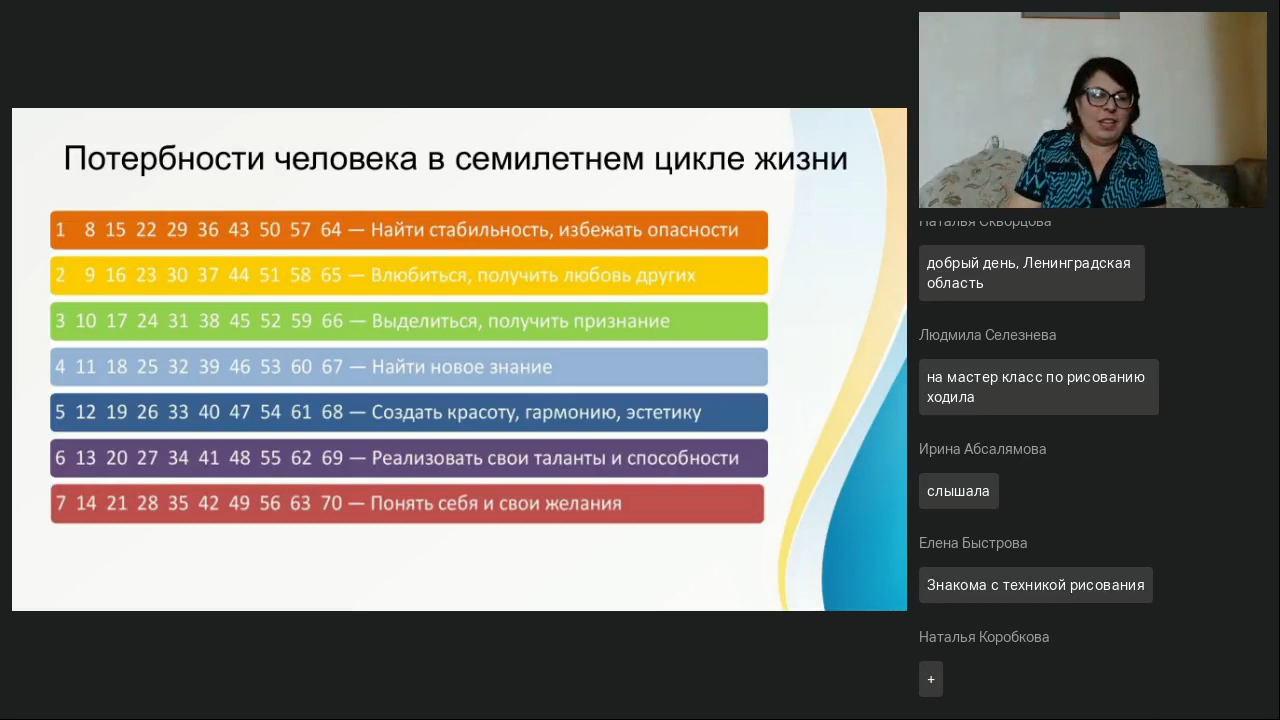 Потербности человека в семилетнем цикле жизни
1 8 15 22 29 36 43 50 57 64 — Найти стабильность, избежать опасности
2 9 16 23 30 37 44 51 58 65 — Влюбиться, получить любовь других
3 10 17 24 31 38 45 52 59 66 — Выделиться, получить признание
4 11 18 25 32 39 46 53 60 67 — Найти новое знание
5 12 19 26 33 40 47 54 61 68 — Создать красоту, гармонию, эстетику
6 13 20 27 34 41 48 55 62 69 — Реализовать свои таланты и способности
7 14 21 28 35 42 49 56 63 70 — Понять себя и свои желания
Наталья Скворцова
добрый день, Ленинградская
область
Людмила Селезнева
на мастер класс по рисованию
ходила
Ирина Абсалямова
слышала
Елена Быстрова
Знакома с техникой рисования
Наталья Коробкова
+